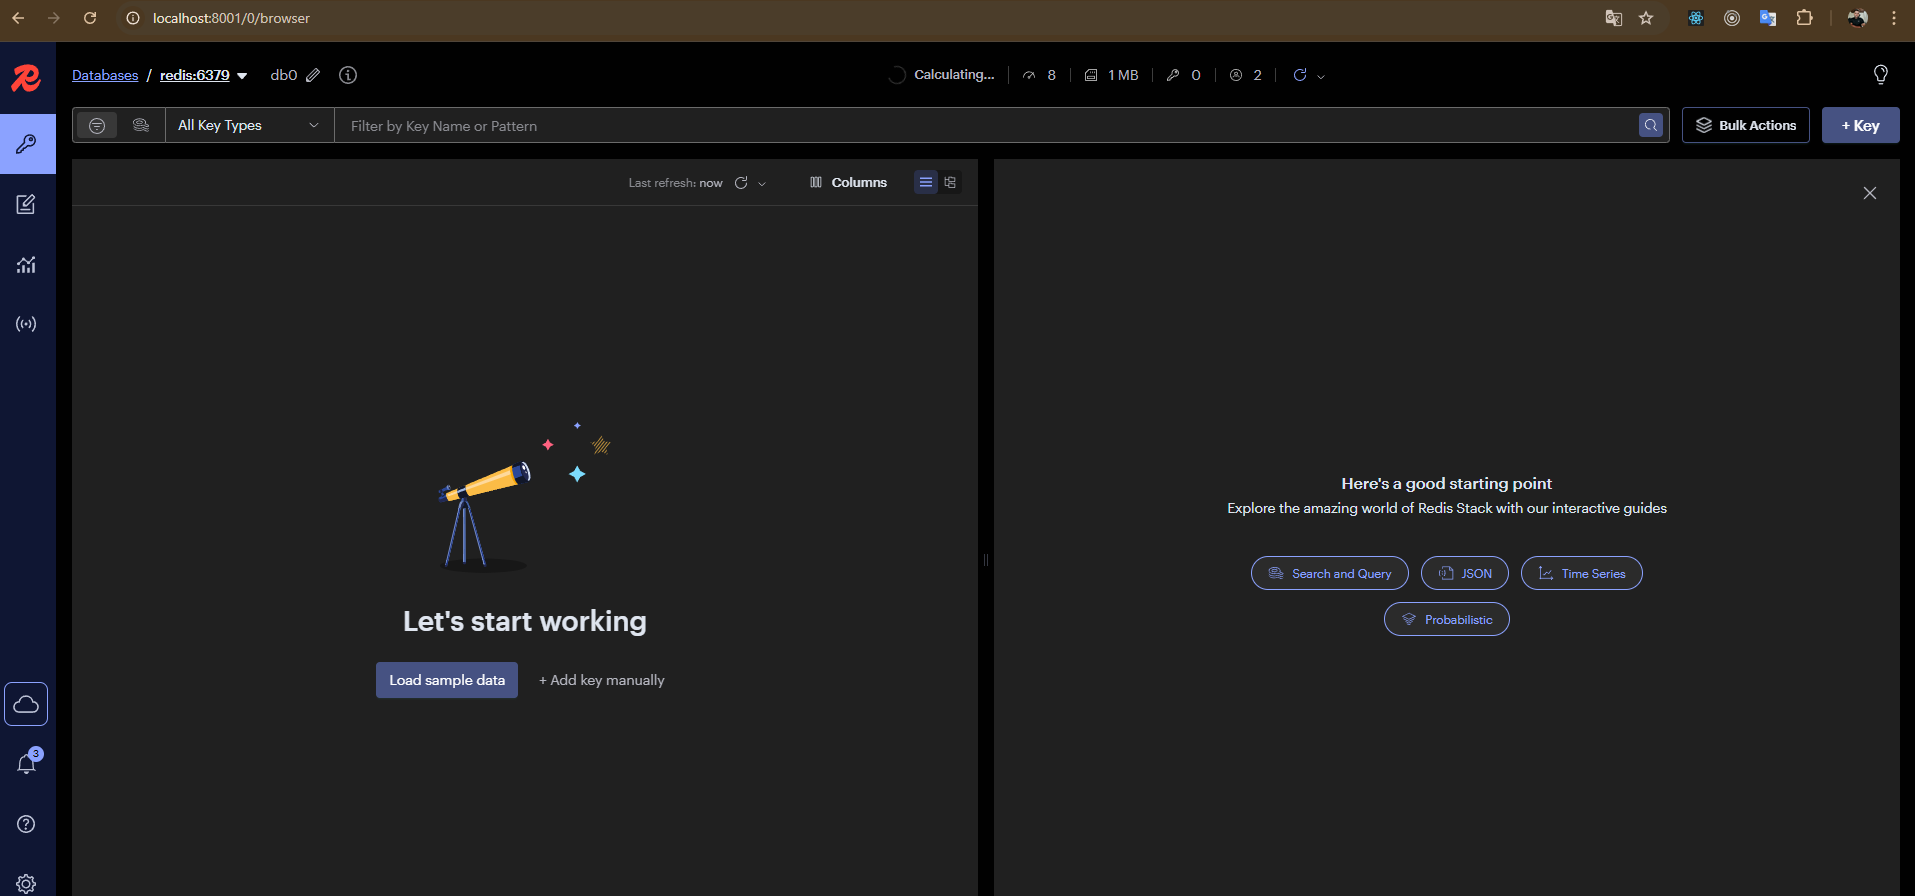 localhost:8001/0/browser
Databases / redis:6379 db0 Calculating... 8 1 MB 0 2
All Key Types Filter by Key Name or Pattern Bulk Actions + Key
Last refresh: now Columns
Let's start working
Load sample data + Add key manually
Here's a good starting point
Explore the amazing world of Redis Stack with our interactive guides
Search and Query JSON Time Series
Probabilistic
3